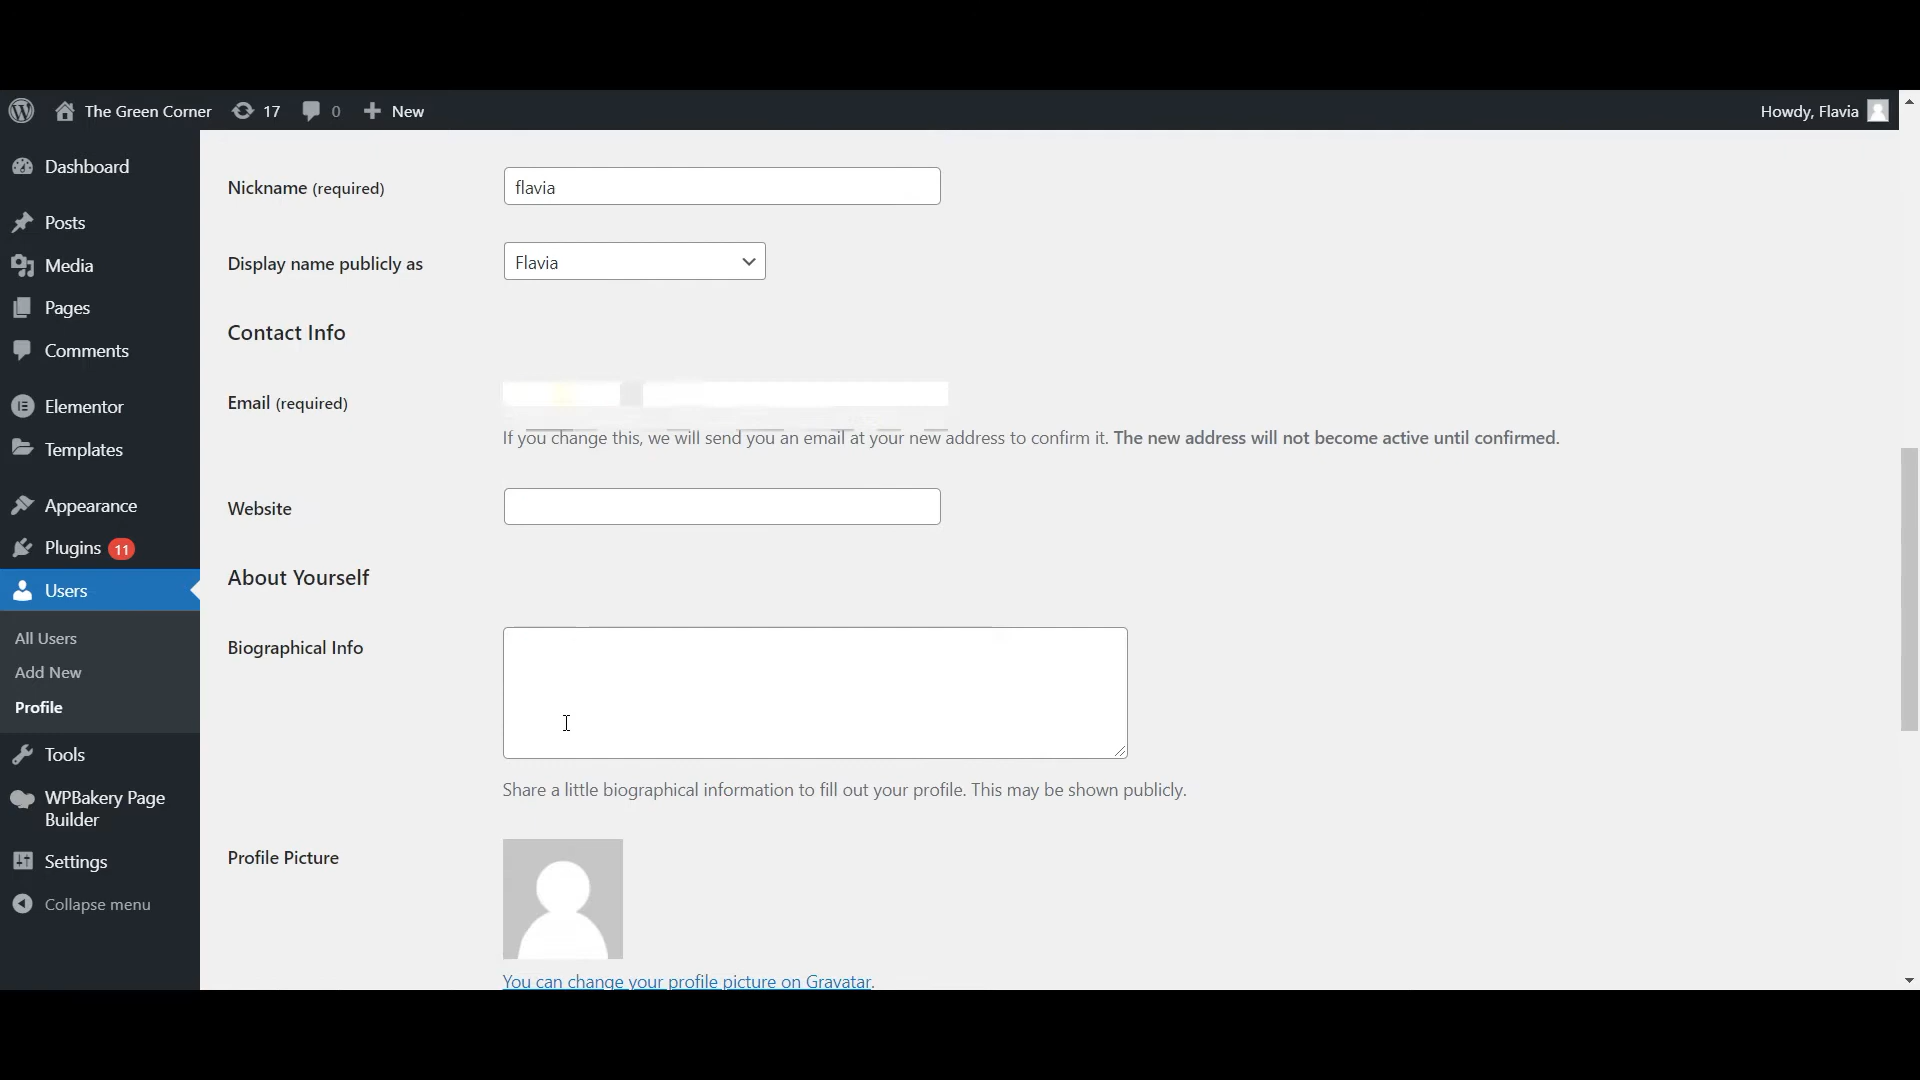 The Green Corner 17 0 New Howdy, Flavia
Dashboard
Posts
Media
Pages
Comments
Elementor
Templates
Appearance
Plugins 11
Users
All Users
Add New
Profile
Tools
WPBakery Page
Builder
Settings
Collapse menu
Nickname (required) flavia
Display name publicly as Flavia
Contact Info
Email (required)
If you change this, we will send you an email at your new address to confirm it. The new address will not become active until confirmed.
Website
About Yourself
Biographical Info
Share a little biographical information to fill out your profile. This may be shown publicly.
Profile Picture
You can change your profile picture on Gravatar.